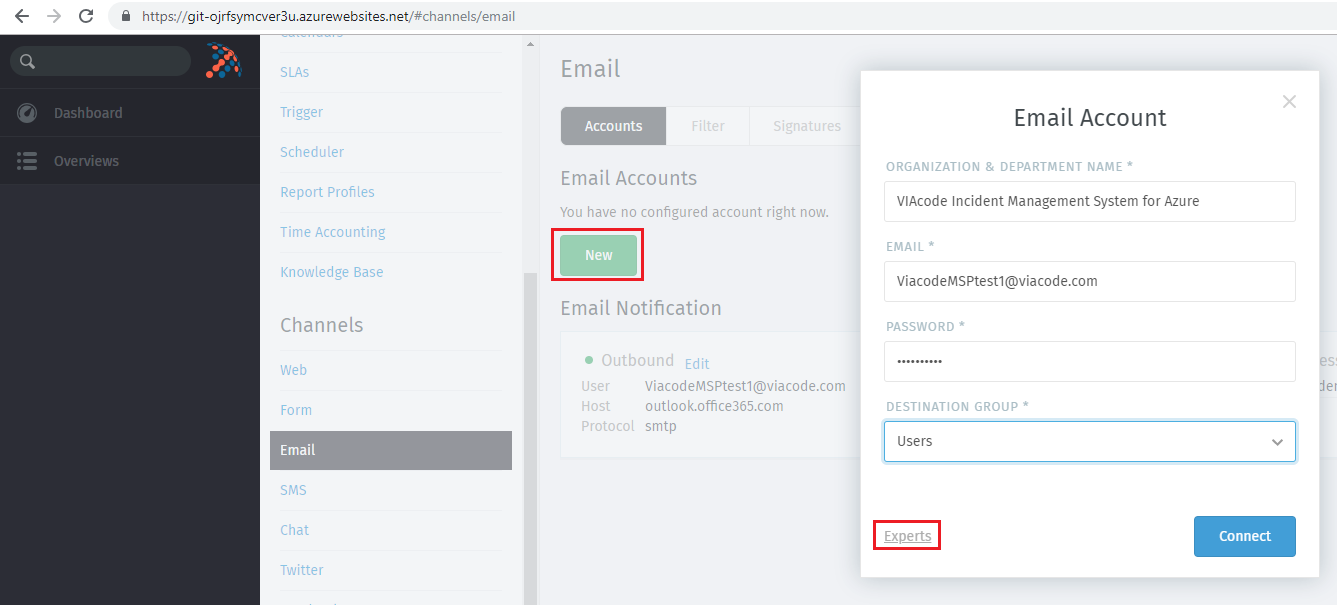 https://git-ojrfsymcver3u.azurewebsites.net/#channels/email
Dashboard
Overviews
Calendars
SLAs
Trigger
Scheduler
Report Profiles
Time Accounting
Knowledge Base
Channels
Web
Form
Email
SMS
Chat
Twitter
Email
Accounts
Filter
Signatures
Email Accounts
You have no configured account right now.
New
Email Notification
Outbound Edit
User ViacodeMSPtest1@viacode.com
Host outlook.office365.com
Protocol smtp
Email Account
ORGANIZATION & DEPARTMENT NAME *
VIAcode Incident Management System for Azure
EMAIL *
ViacodeMSPtest1@viacode.com
PASSWORD *
••••••••••
DESTINATION GROUP *
Users
Experts
Connect